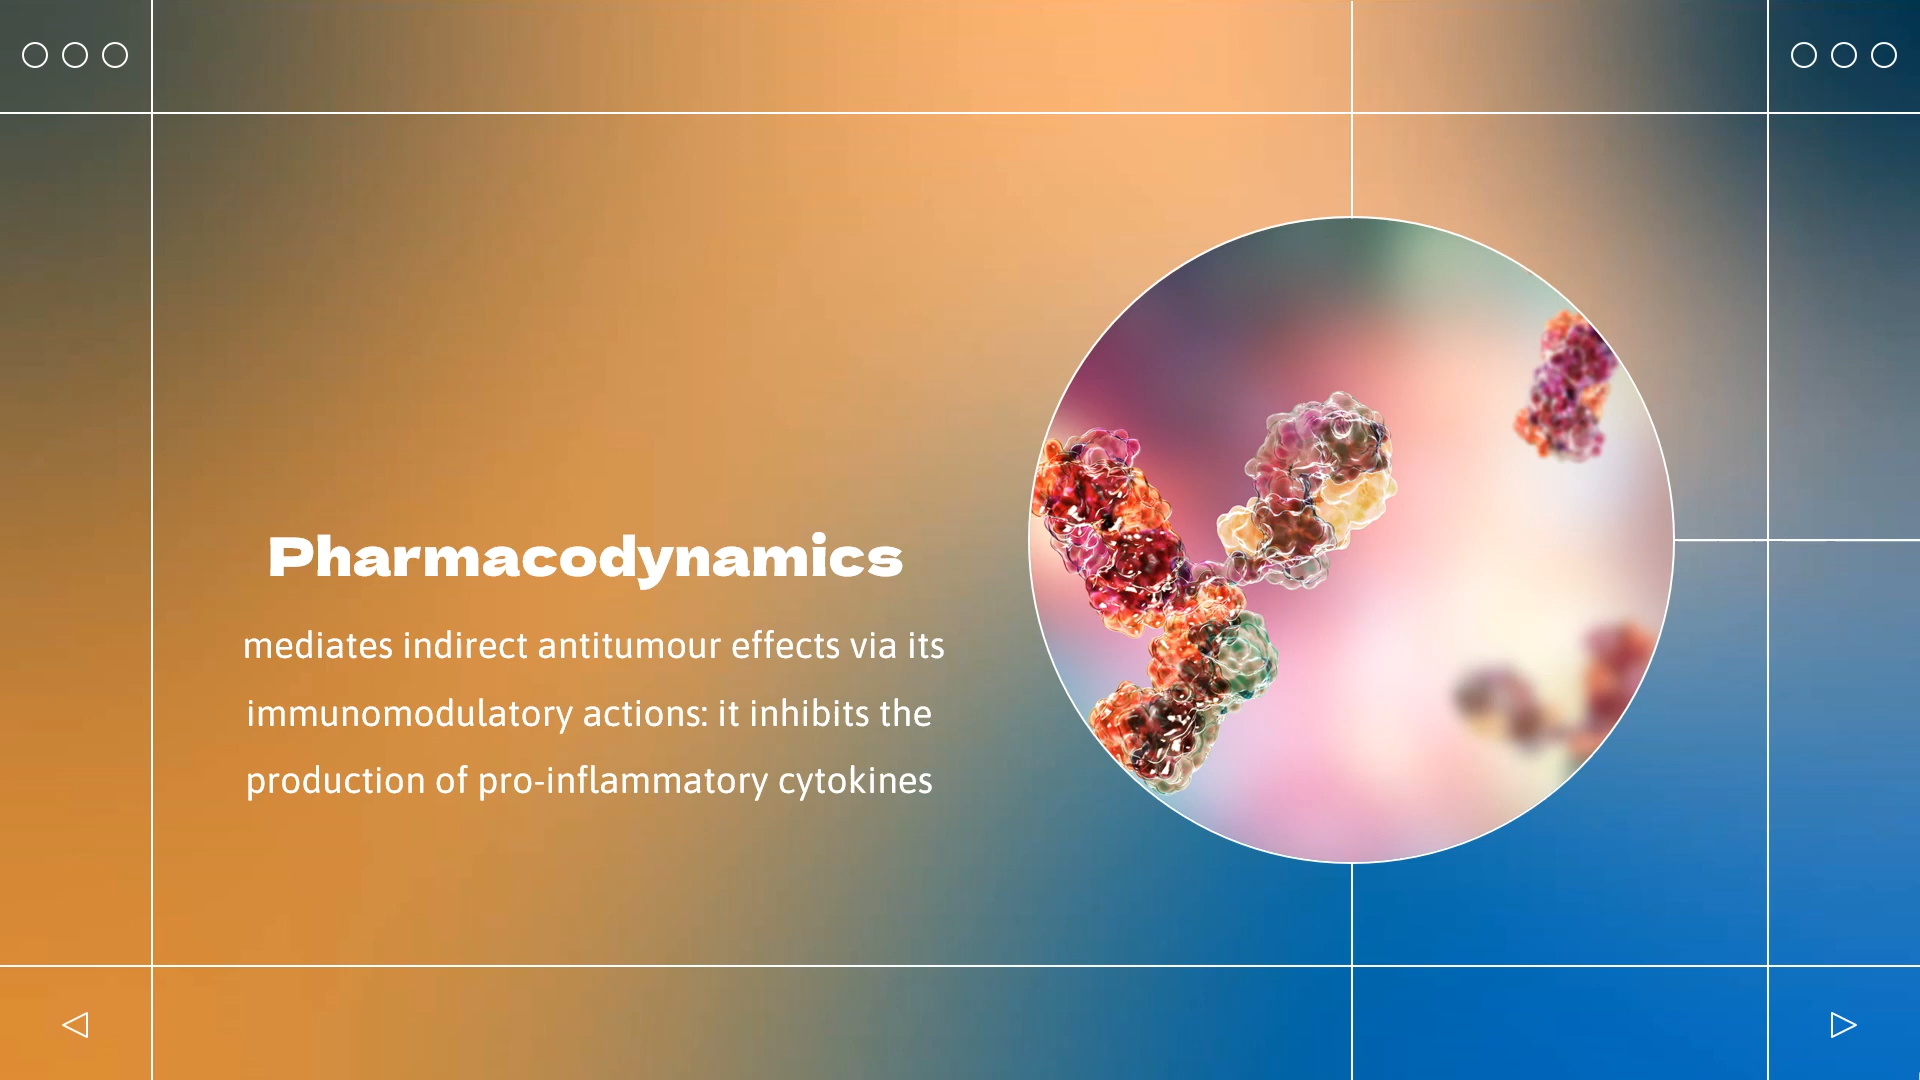 Pharmacodynamics
mediates indirect antitumour effects via its
immunomodulatory actions: it inhibits the
production of pro-inflammatory cytokines